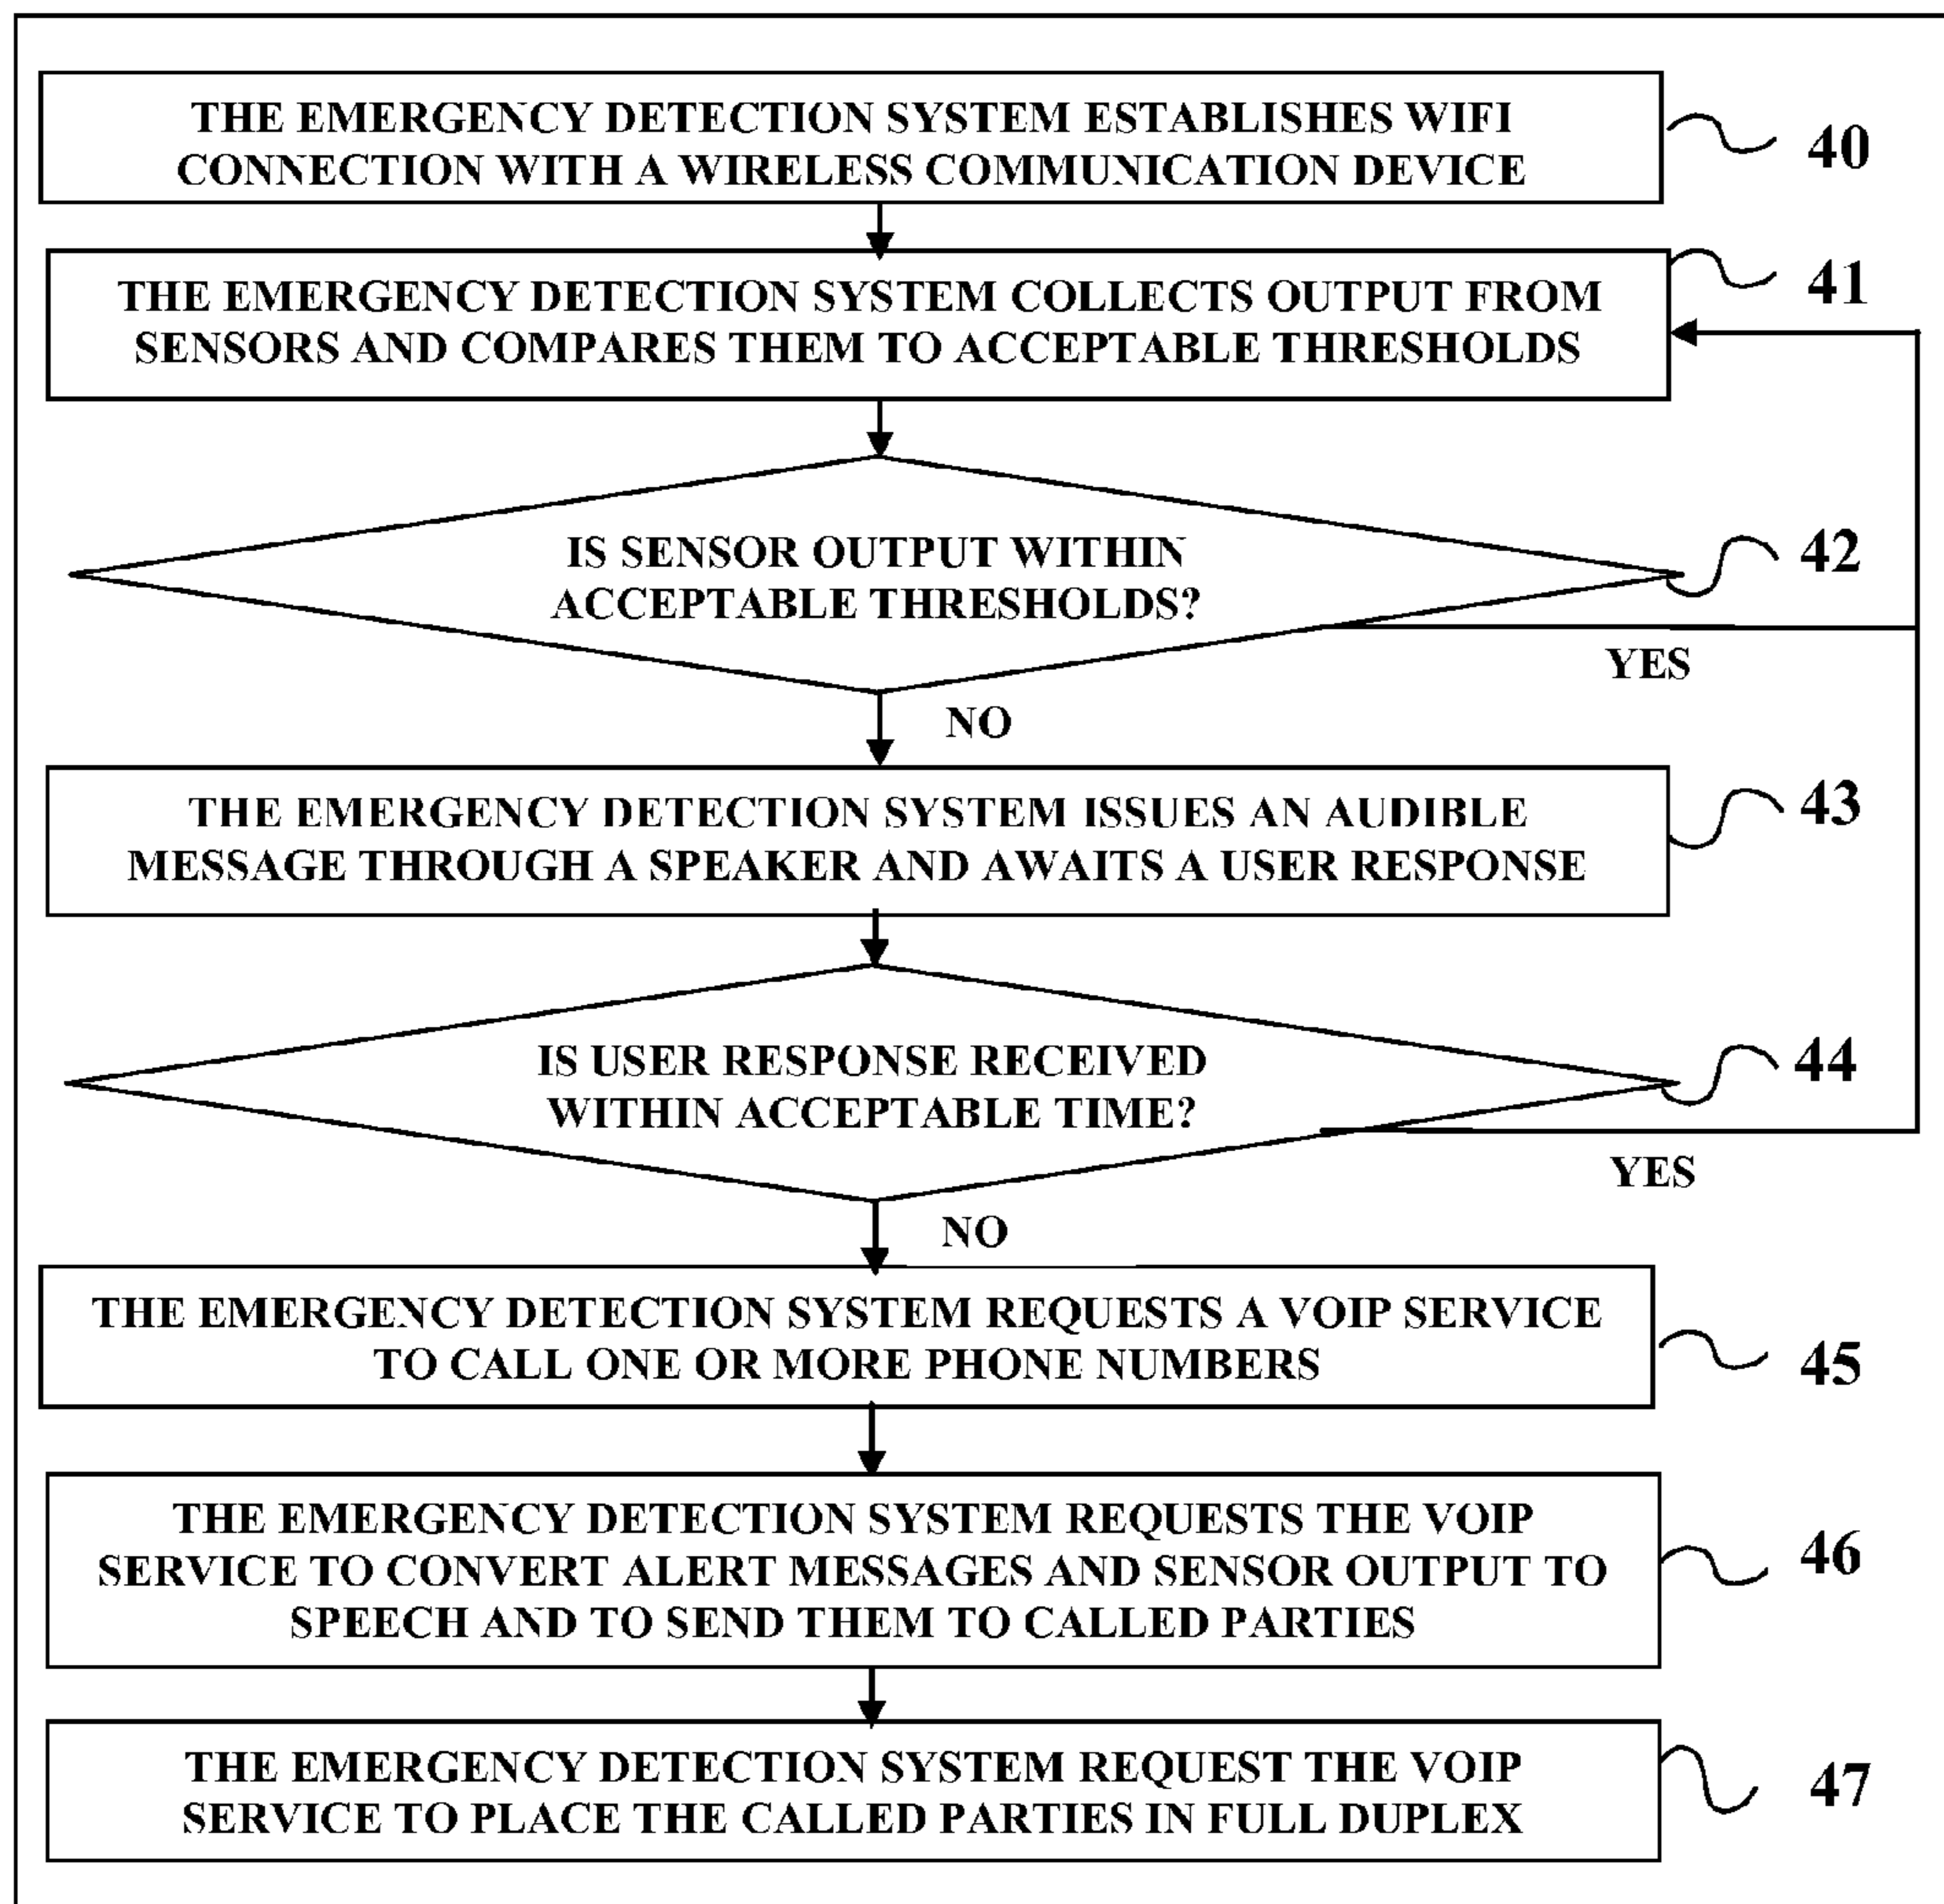 THE EMERGENCY DETECTION SYSTEM ESTABLISHES WIFI
CONNECTION WITH A WIRELESS COMMUNICATION DEVICE
40
THE EMERGENCY DETECTION SYSTEM COLLECTS OUTPUT FROM
SENSORS AND COMPARES THEM TO ACCEPTABLE THRESHOLDS
41
IS SENSOR OUTPUT WITHIN
ACCEPTABLE THRESHOLDS?
42
YES
NO
THE EMERGENCY DETECTION SYSTEM ISSUES AN AUDIBLE
MESSAGE THROUGH A SPEAKER AND AWAITS A USER RESPONSE
43
IS USER RESPONSE RECEIVED
WITHIN ACCEPTABLE TIME?
44
YES
NO
THE EMERGENCY DETECTION SYSTEM REQUESTS A VOIP SERVICE
TO CALL ONE OR MORE PHONE NUMBERS
45
THE EMERGENCY DETECTION SYSTEM REQUESTS THE VOIP
SERVICE TO CONVERT ALERT MESSAGES AND SENSOR OUTPUT TO
SPEECH AND TO SEND THEM TO CALLED PARTIES
46
THE EMERGENCY DETECTION SYSTEM REQUEST THE VOIP
SERVICE TO PLACE THE CALLED PARTIES IN FULL DUPLEX
47